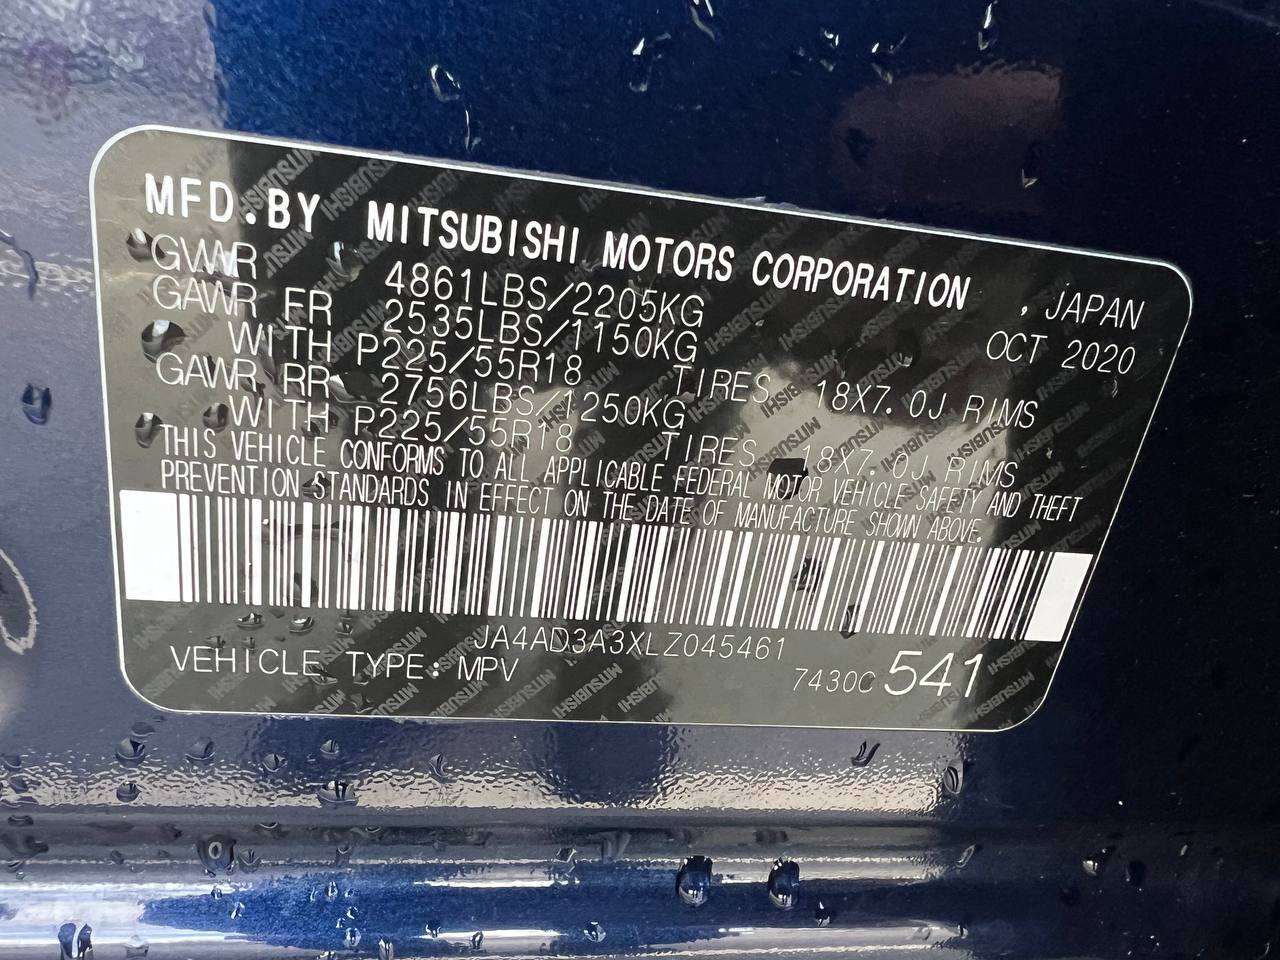 MFD.BY MITSUBISHI MOTORS CORPORATION , JAPAN
GVWR 4861LBS/2205KG OCT 2020
GAWR FR 2535LBS/1150KG
WITH P225/55R18 TIRES 18X7.0J RIMS
GAWR RR 2756LBS/1250KG
WITH P225/55R18 TIRES 18X7.0J RIMS
THIS VEHICLE CONFORMS TO ALL APPLICABLE FEDERAL MOTOR VEHICLE SAFETY AND THEFT
PREVENTION STANDARDS IN EFFECT ON THE DATE OF MANUFACTURE SHOWN ABOVE.
JA4AD3A3XLZ045461
VEHICLE TYPE: MPV 7430C 541